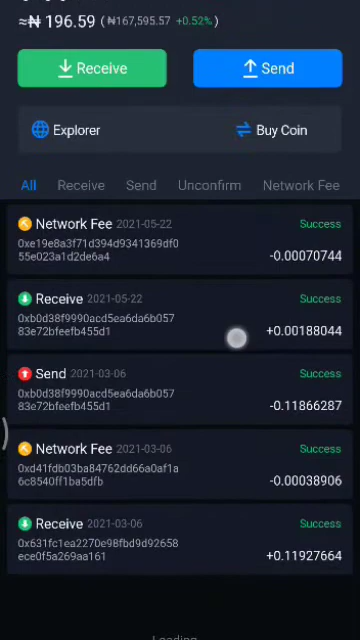 ≈₦ 196.59 (₦167,595.57 +0.52%)
Receive
Send
Explorer
Buy Coin
All Receive Send Unconfirm Network Fee
Network Fee 2021-05-22 Success
0xe19e8a3f71d394d9341369df0
55e023a1d2de6a4 -0.00070744
Receive 2021-05-22 Success
0xb0d38f9990acd5ea6da6b057
83e72bfeefb455d1 +0.00188044
Send 2021-03-06 Success
0xb0d38f9990acd5ea6da6b057
83e72bfeefb455d1 -0.11866287
Network Fee 2021-03-06 Success
0xd41fdb03ba84762dd66a0af1a
6c8540ff1ba5dfb -0.00038906
Receive 2021-03-06 Success
0x631fc1ea2270e98fbd9d92658
ece0f5a269aa161 +0.11927664
Loading